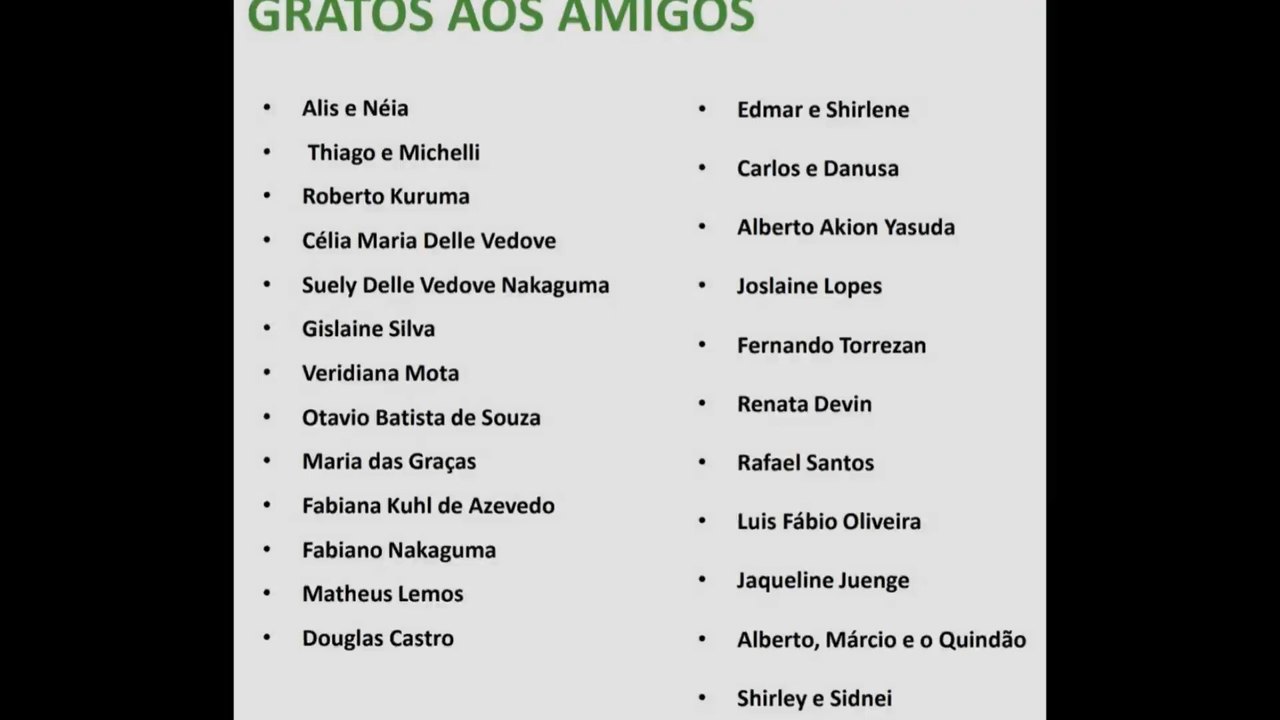 GRATOS AOS AMIGOS
• Alis e Néia
• Thiago e Michelli
• Roberto Kuruma
• Célia Maria Delle Vedove
• Suely Delle Vedove Nakaguma
• Gislaine Silva
• Veridiana Mota
• Otavio Batista de Souza
• Maria das Graças
• Fabiana Kuhl de Azevedo
• Fabiano Nakaguma
• Matheus Lemos
• Douglas Castro
• Edmar e Shirlene
• Carlos e Danusa
• Alberto Akion Yasuda
• Joslaine Lopes
• Fernando Torrezan
• Renata Devin
• Rafael Santos
• Luis Fábio Oliveira
• Jaqueline Juenge
• Alberto, Márcio e o Quindão
• Shirley e Sidnei